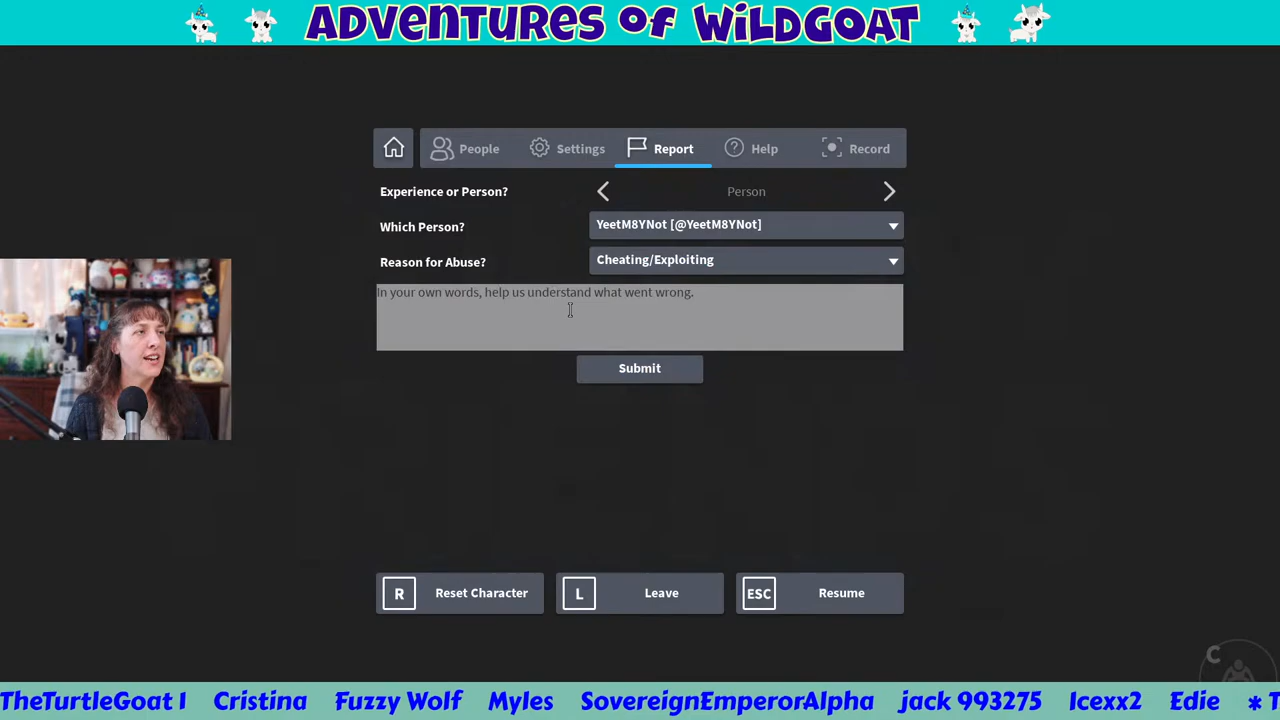 ADVENTURES OF WiLDGOAT
People Settings Report Help Record
Experience or Person? Person
Which Person? YeetM8YNot [@YeetM8YNot]
Reason for Abuse? Cheating/Exploiting
In your own words, help us understand what went wrong.
Submit
R Reset Character L Leave ESC Resume
C
TheTurtleGoat 1 Cristina Fuzzy Wolf Myles SovereignEmperorAlpha jack 993275 Icexx2 Edie * T